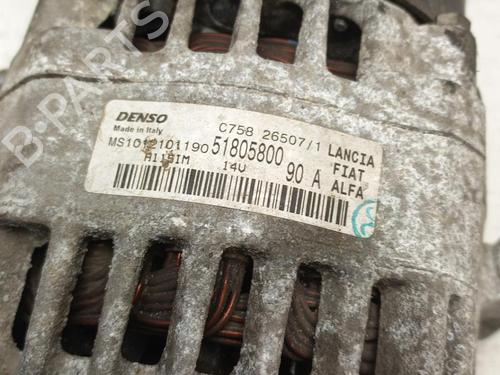 B-PARTS
DENSO
Made in Italy
C758 26507/1
MS1012101190 51805800
LANCIA
FIAT
ALFA
A115IM 14V 90 A